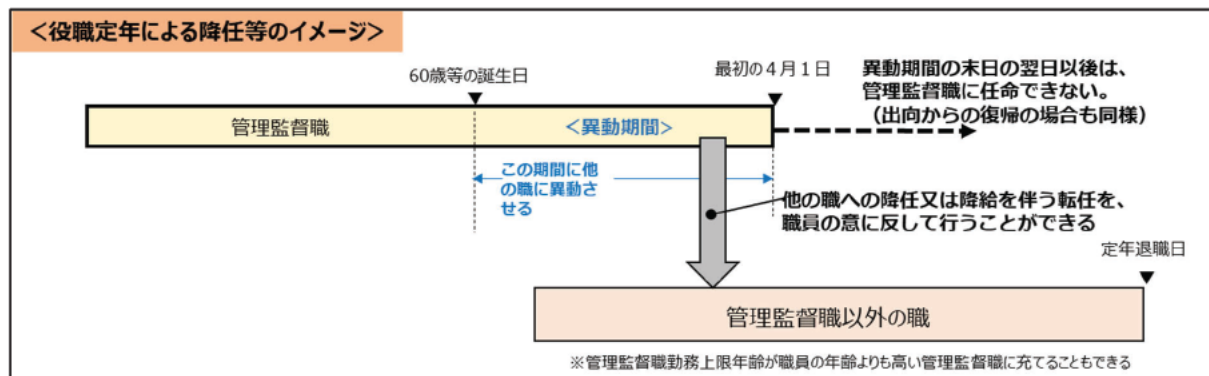 <役職定年による降任等のイメージ>
60歳等の誕生日
最初の４月１日
異動期間の末日の翌日以後は、
管理監督職に任命できない。
（出向からの復帰の場合も同様）
管理監督職
<異動期間>
この期間に他
の職に異動さ
せる
他の職への降任又は降給を伴う転任を、
職員の意に反して行うことができる
定年退職日
管理監督職以外の職
※管理監督職勤務上限年齢が職員の年齢よりも高い管理監督職に充てることもできる